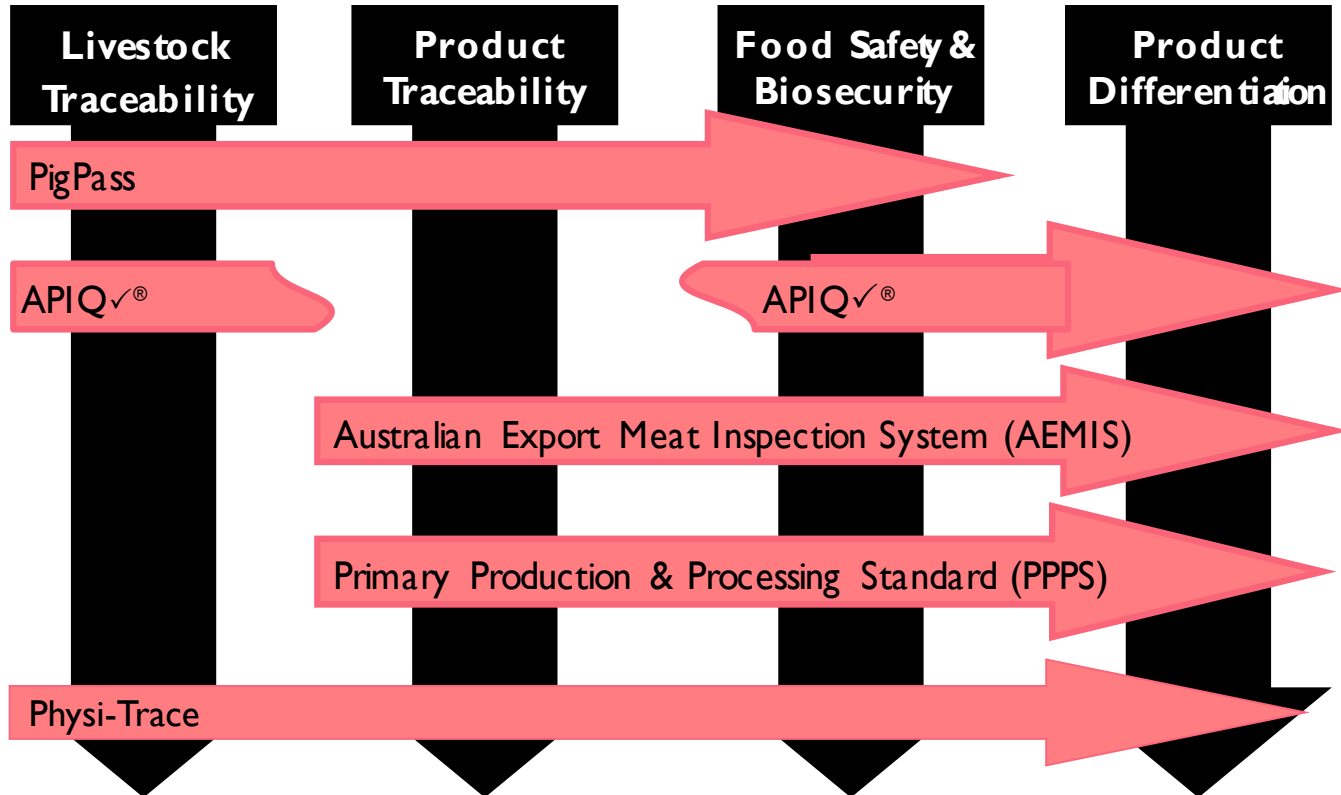 Livestock
Traceability
Product
Traceability
Food Safety &
Biosecurity
Product
Differentiation
PigPass
APIQ✓®
APIQ✓®
Australian Export Meat Inspection System (AEMIS)
Primary Production & Processing Standard (PPPS)
Physi-Trace